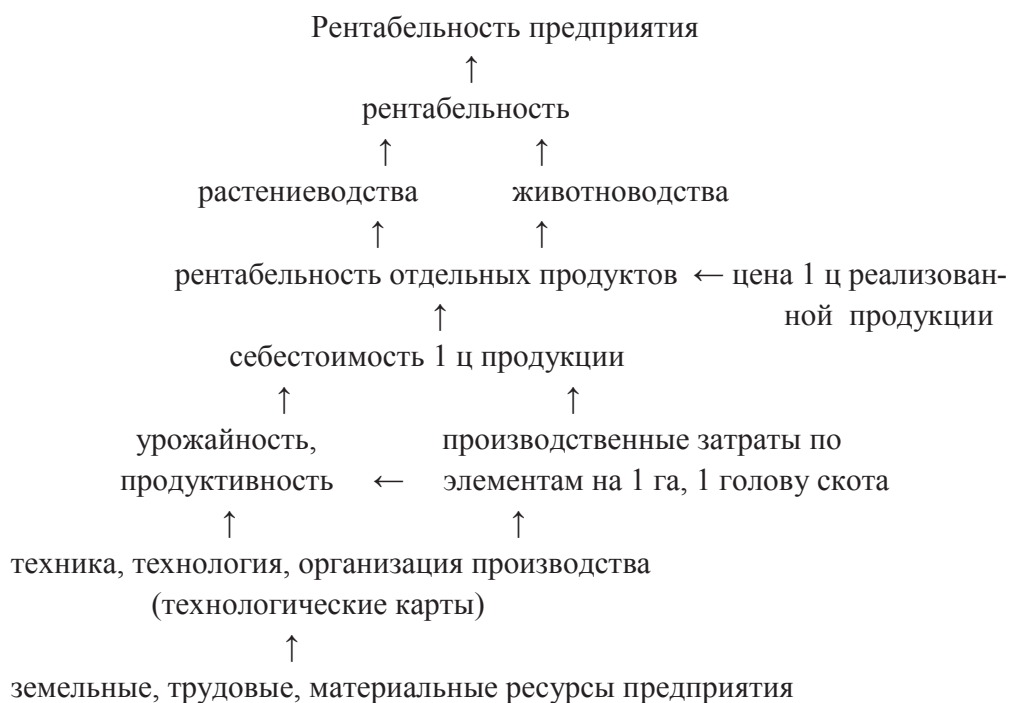 Рентабельность предприятия
↑
рентабельность
↑ ↑
растениеводства животноводства
↑ ↑
рентабельность отдельных продуктов ← цена 1 ц реализован-
↑ ной продукции
себестоимость 1 ц продукции
↑ ↑
урожайность, производственные затраты по
продуктивность ← элементам на 1 га, 1 голову скота
↑ ↑
техника, технология, организация производства
(технологические карты)
↑
земельные, трудовые, материальные ресурсы предприятия